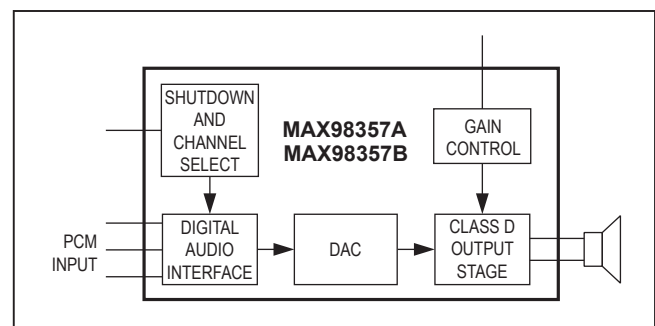 SHUTDOWN
AND
CHANNEL
SELECT
MAX98357A
MAX98357B
GAIN
CONTROL
PCM
INPUT
DIGITAL
AUDIO
INTERFACE
DAC
CLASS D
OUTPUT
STAGE